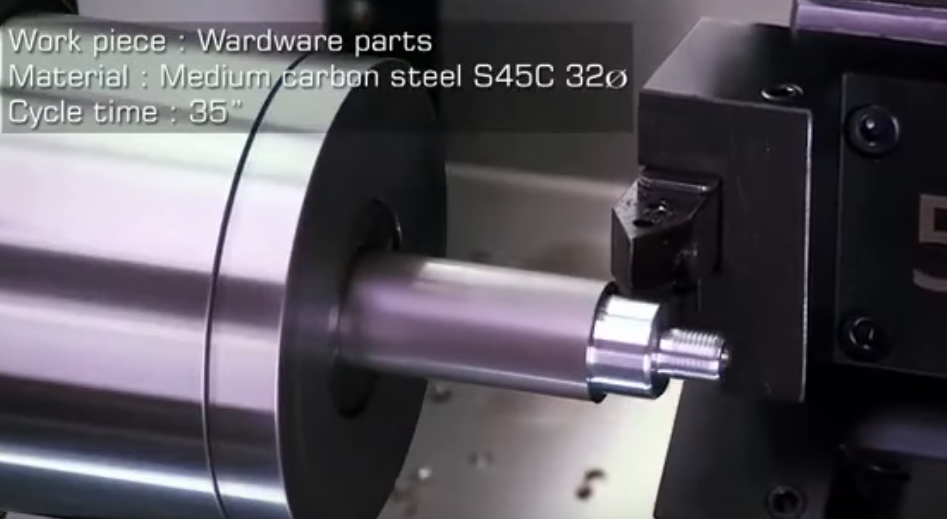 Work piece : Wardware parts
Material : Medium carbon steel S45C 32ø
Cycle time : 35"